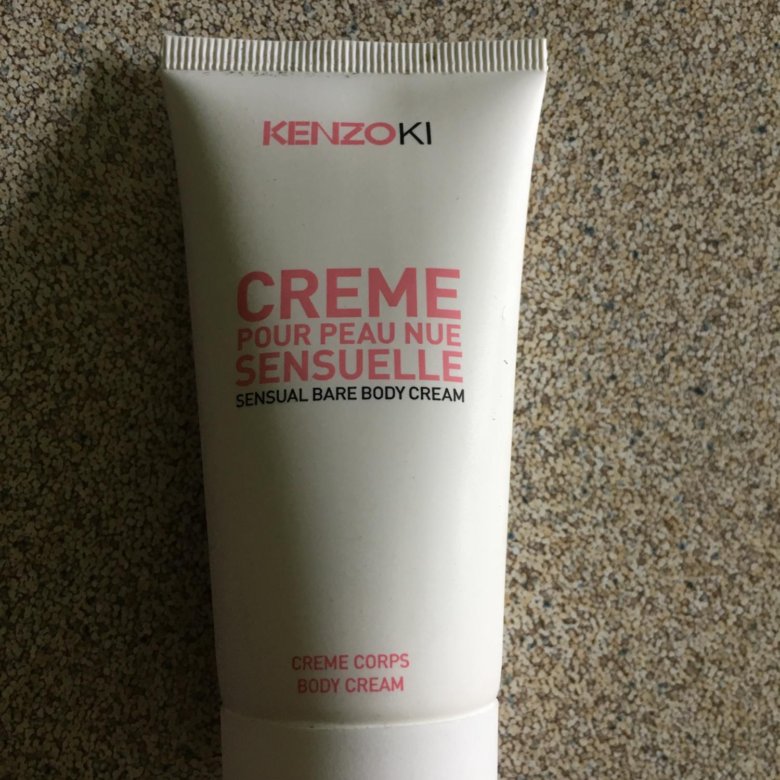 KENZOKI
CREME
POUR PEAU NUE
SENSUELLE
SENSUAL BARE BODY CREAM
CREME CORPS
BODY CREAM